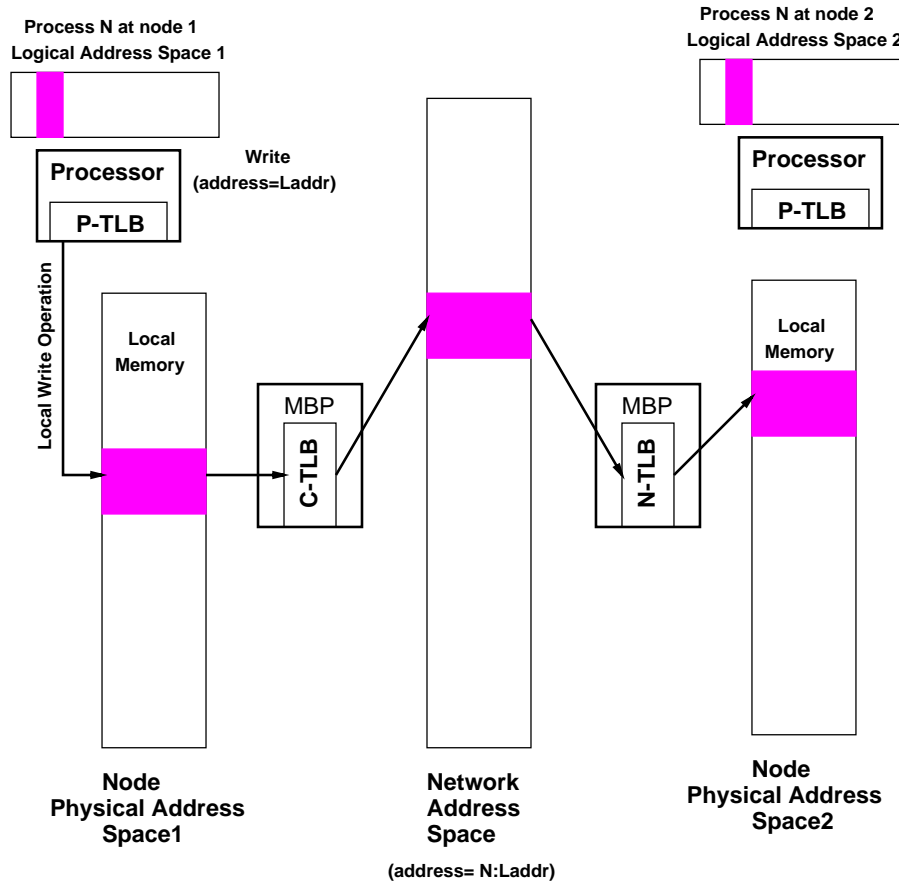 Process N at node 1
Logical Address Space 1
Process N at node 2
Logical Address Space 2
Processor
P-TLB
Write
(address=Laddr)
Processor
P-TLB
Local Write Operation
Local
Memory
Local
Memory
MBP
C-TLB
MBP
N-TLB
Node
Physical Address
Space1
Network
Address
Space
(address= N:Laddr)
Node
Physical Address
Space2